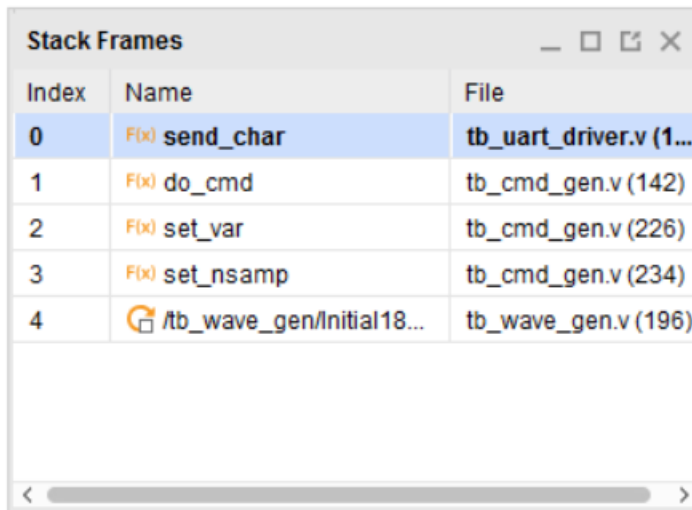 Stack Frames
Index Name File
0 F(x) send_char tb_uart_driver.v (1...
1 F(x) do_cmd tb_cmd_gen.v (142)
2 F(x) set_var tb_cmd_gen.v (226)
3 F(x) set_nsamp tb_cmd_gen.v (234)
4 /tb_wave_gen/Initial18... tb_wave_gen.v (196)